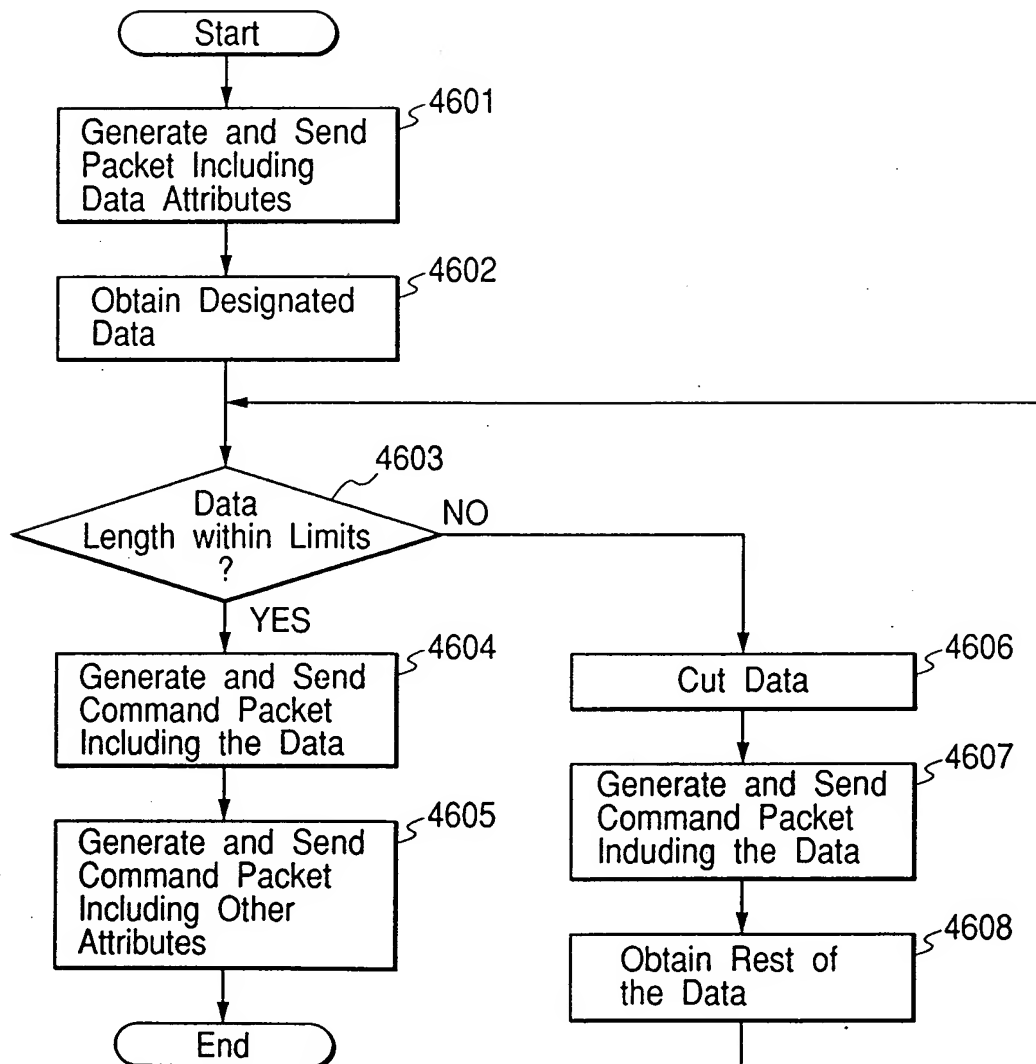 Start
4601
Generate and Send
Packet Including
Data Attributes
4602
Obtain Designated
Data
4603
Data
Length within Limits
?
NO
YES
4604
Generate and Send
Command Packet
Including the Data
4605
Generate and Send
Command Packet
Including Other
Attributes
End
4606
Cut Data
4607
Generate and Send
Command Packet
Induding the Data
4608
Obtain Rest of
the Data